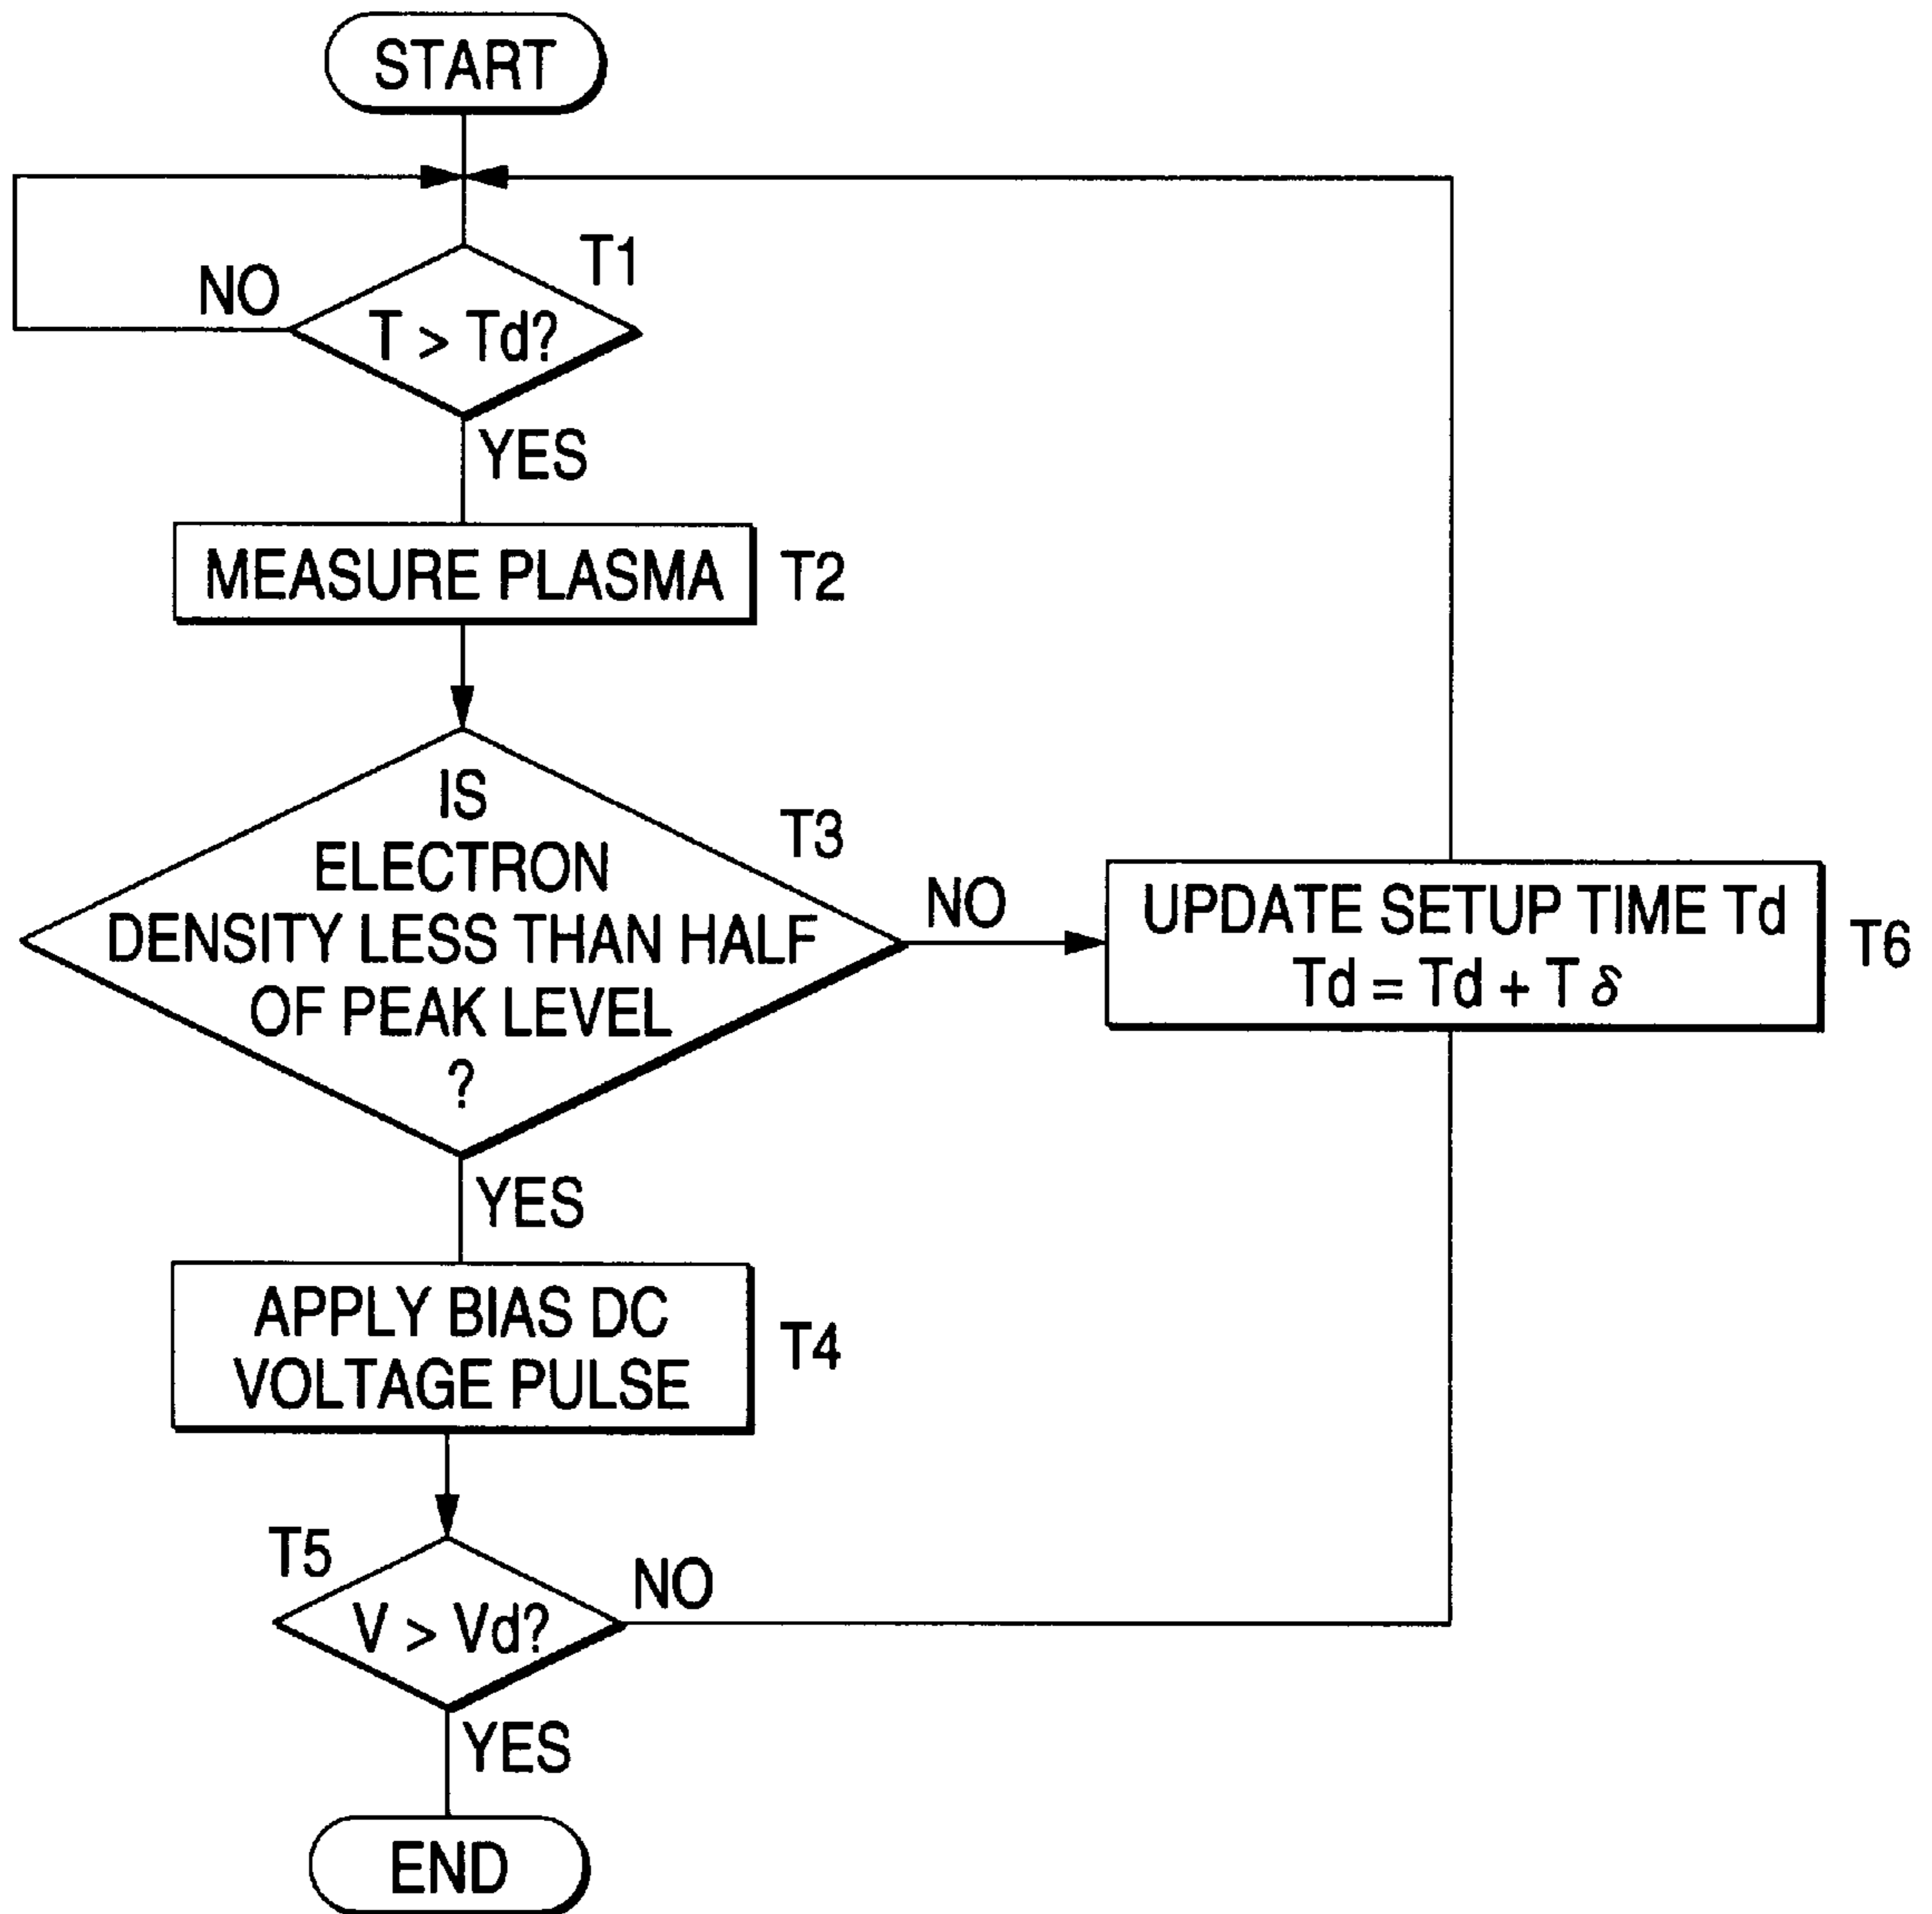 START
T1
NO
T > Td?
YES
MEASURE PLASMA
T2
IS
ELECTRON
DENSITY LESS THAN HALF
OF PEAK LEVEL
?
T3
NO
UPDATE SETUP TIME Td
Td = Td + T δ
T6
YES
APPLY BIAS DC
VOLTAGE PULSE
T4
T5
V > Vd?
NO
YES
END